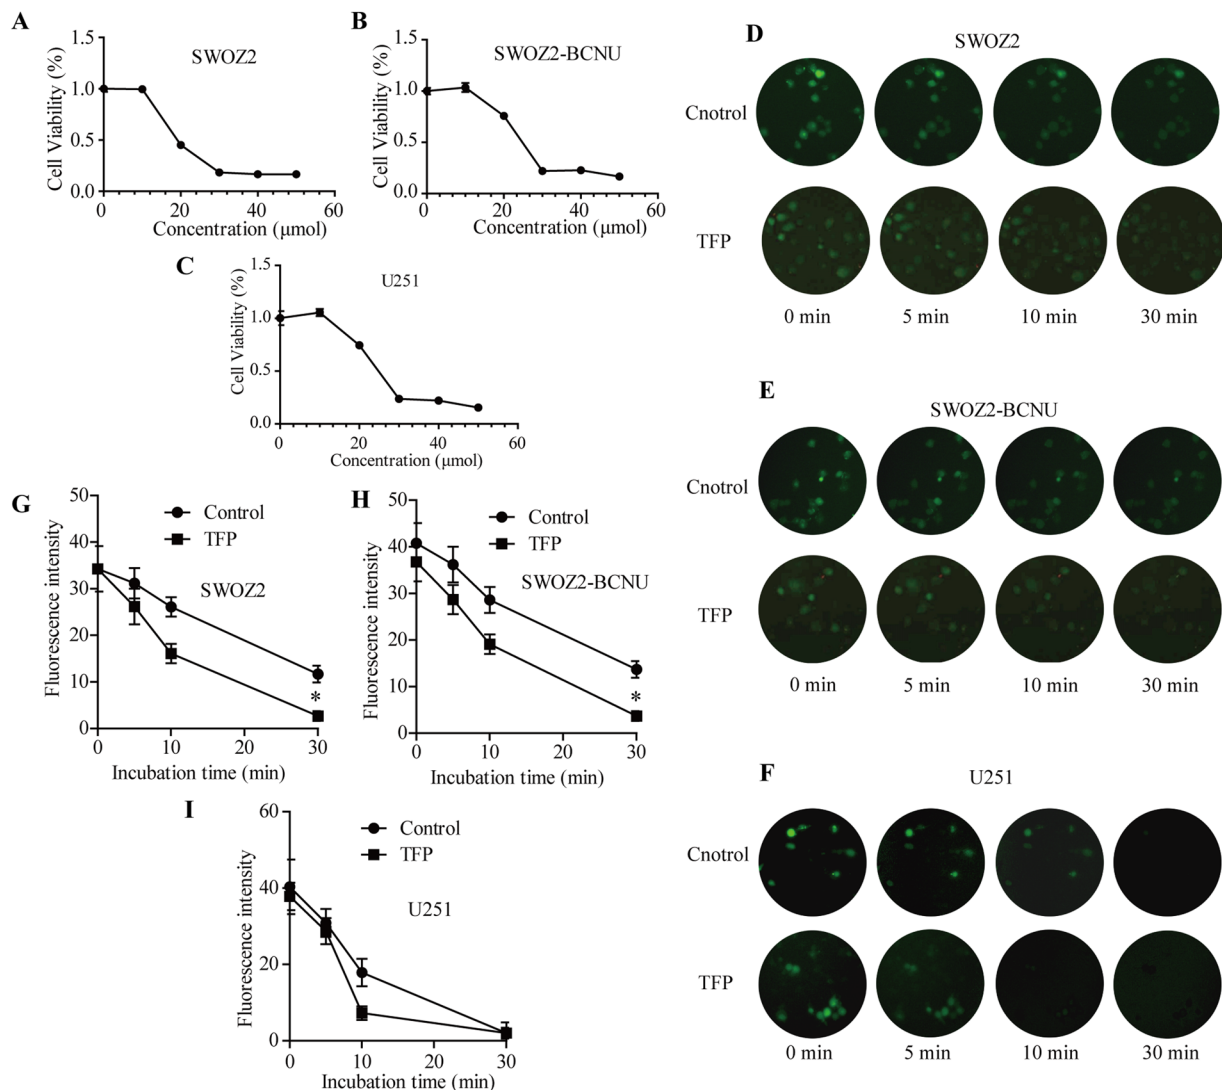 A
SWOZ2
Cell Viability (%)
1.5
1.0
0.5
0.0
0 20 40 60
Concentration (μmol)
B
SWOZ2-BCNU
Cell Viability (%)
1.5
1.0
0.5
0.0
0 20 40 60
Concentration (μmol)
C
U251
Cell Viability (%)
1.5
1.0
0.5
0.0
0 20 40 60
Concentration (μmol)
D
SWOZ2
Cnotrol
TFP
0 min 5 min 10 min 30 min
E
SWOZ2-BCNU
Cnotrol
TFP
0 min 5 min 10 min 30 min
F
U251
Cnotrol
TFP
0 min 5 min 10 min 30 min
G
Control
TFP
SWOZ2
Fluorescence intensity
50
40
30
20
10
0
*
0 10 20 30
Incubation time (min)
H
Control
TFP
SWOZ2-BCNU
Fluorescence intensity
50
40
30
20
10
0
*
0 10 20 30
Incubation time (min)
I
Control
TFP
U251
Fluorescence intensity
60
40
20
0
0 10 20 30
Incubation time (min)